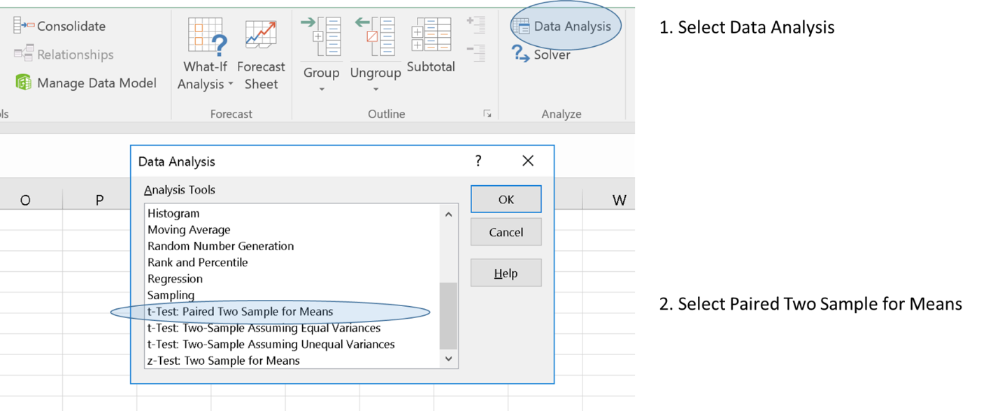 Consolidate
Relationships
Manage Data Model
ls
What-If
Analysis
Forecast
Sheet
Forecast
Group
Ungroup
Subtotal
Outline
Data Analysis
Solver
Analyze
1. Select Data Analysis
O
P
W
Data Analysis
?
Analysis Tools
Histogram
Moving Average
Random Number Generation
Rank and Percentile
Regression
Sampling
t-Test: Paired Two Sample for Means
t-Test: Two-Sample Assuming Equal Variances
t-Test: Two-Sample Assuming Unequal Variances
z-Test: Two Sample for Means
OK
Cancel
Help
2. Select Paired Two Sample for Means